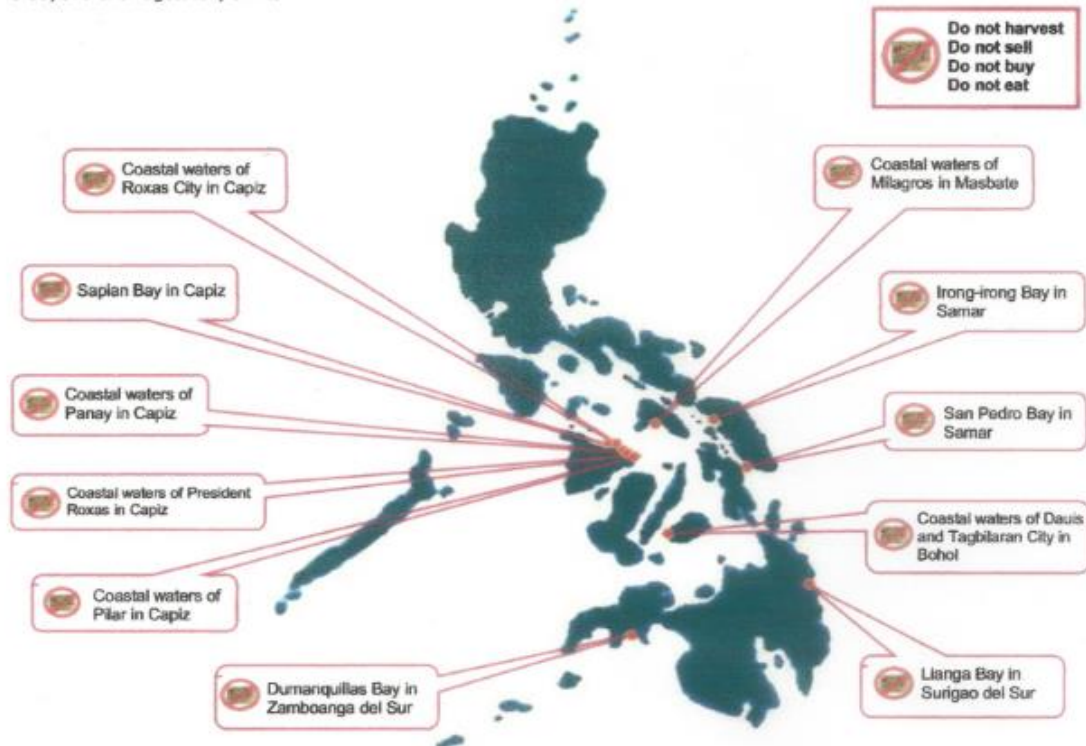 Do not harvest
Do not sell
Do not buy
Do not eat
Coastal waters of
Roxas City in Capiz
Coastal waters of
Milagros in Masbate
Sapian Bay in Capiz
Irong-irong Bay in
Samar
Coastal waters of
Panay in Capiz
San Pedro Bay in
Samar
Coastal waters of President
Roxas in Capiz
Coastal waters of Dauis
and Tagbilaran City in
Bohol
Coastal waters of
Pilar in Capiz
Dumanquillas Bay in
Zamboanga del Sur
Lianga Bay in
Surigao del Sur